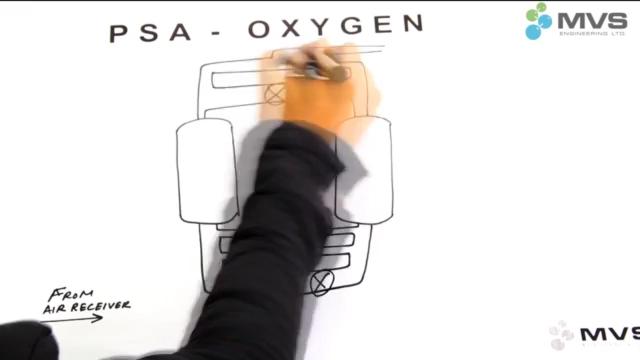 PSA - OXYGEN
MVS
ENGINEERING LTD.
FROM
AIR RECEIVER
MVS